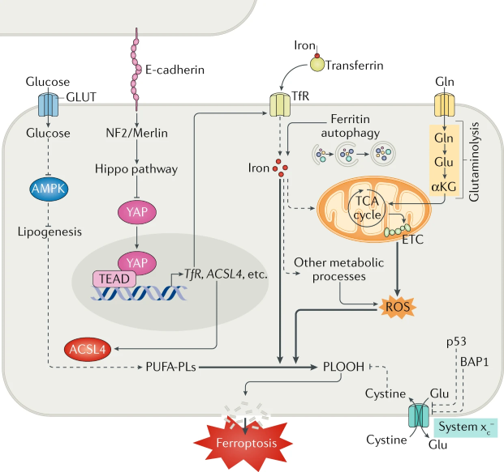 Iron
Transferrin
E-cadherin
Glucose
GLUT
TfR
Gln
Glucose
NF2/Merlin
Ferritin
autophagy
Gln
Glu
αKG
Glutaminolysis
Hippo pathway
Iron
AMPK
YAP
TCA
cycle
Lipogenesis
ETC
YAP
TEAD
TfR, ACSL4, etc.
Other metabolic
processes
ROS
ACSL4
p53
BAP1
PUFA-PLs
PLOOH
Cystine
Glu
System xc−
Ferroptosis
Cystine
Glu